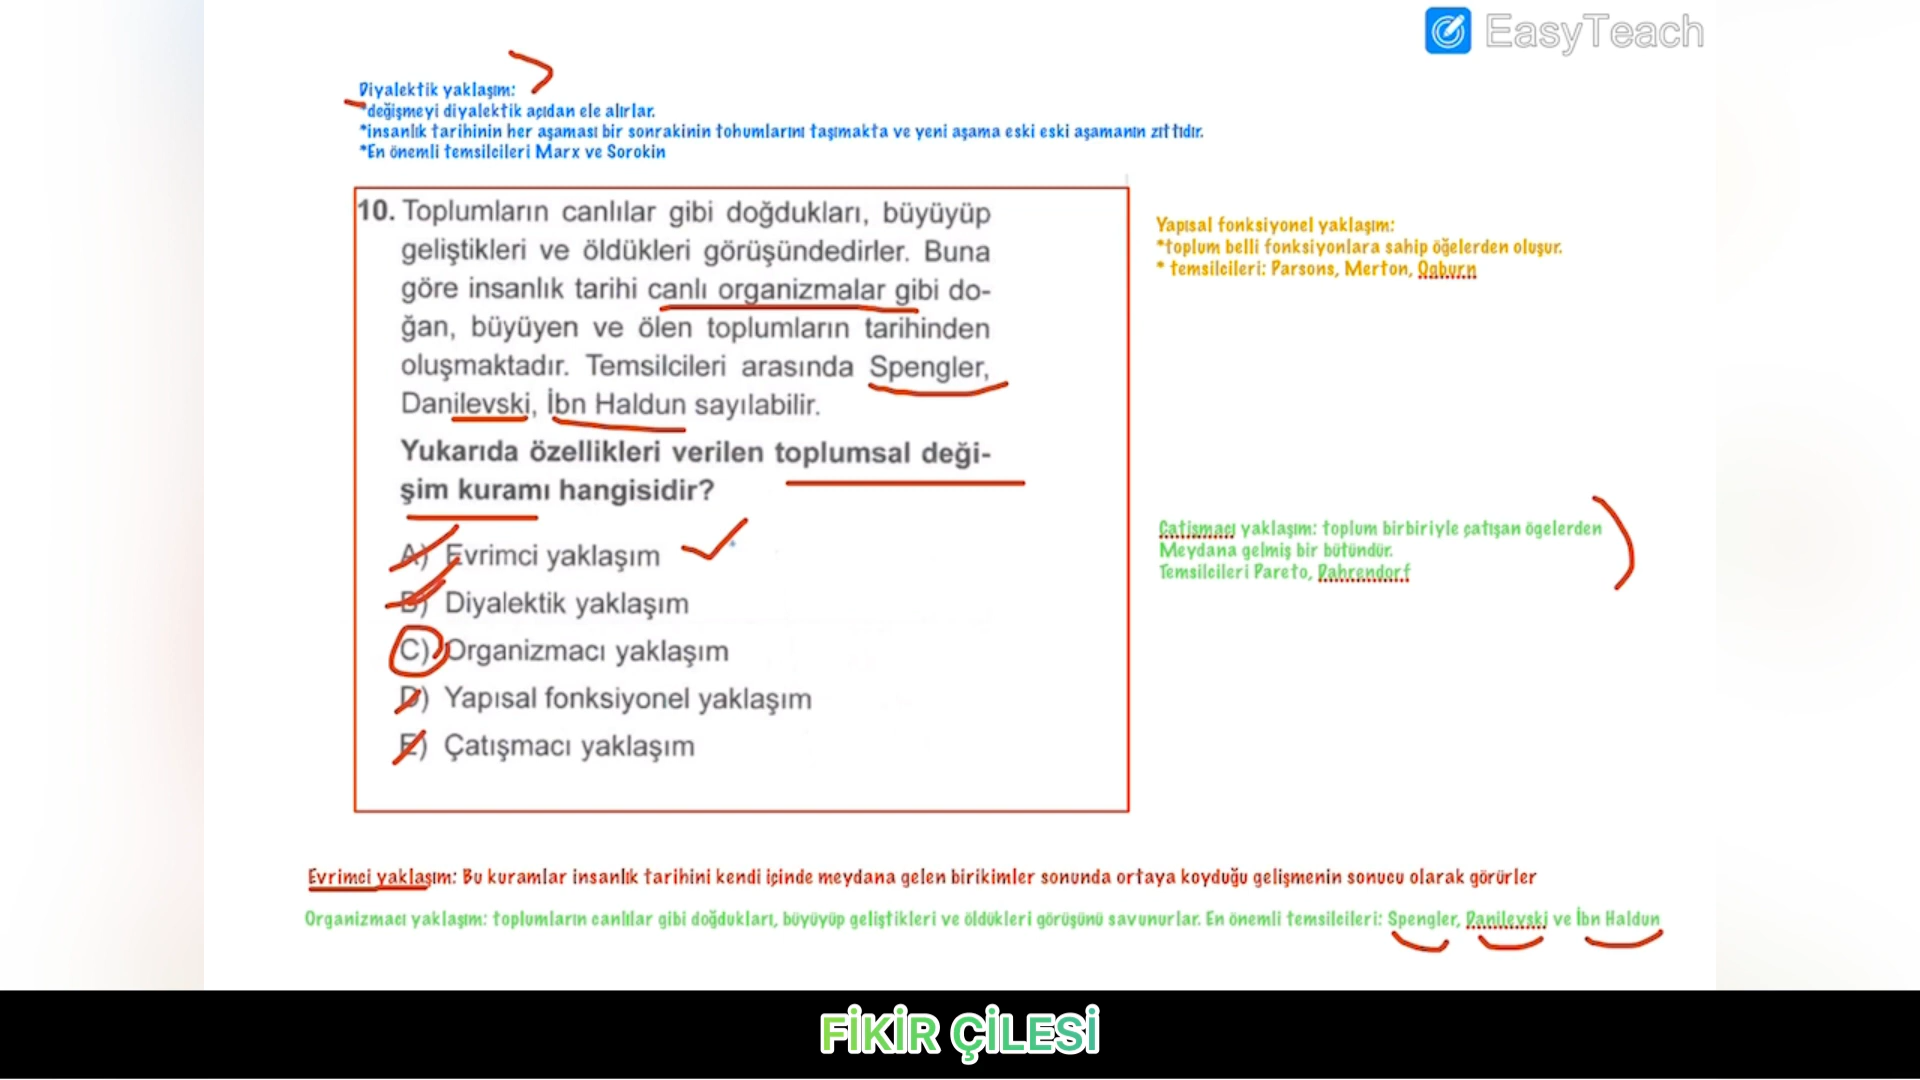 EasyTeach
Diyalektik yaklaşım:
*değişmeyi diyalektik açıdan ele alırlar.
*insanlık tarihinin her aşaması bir sonrakinin tohumlarını taşımakta ve yeni aşama eski eski aşamanın zıttıdır.
*En önemli temsilcileri Marx ve Sorokin
10. Toplumların canlılar gibi doğdukları, büyüyüp
geliştikleri ve öldükleri görüşündedirler. Buna
göre insanlık tarihi canlı organizmalar gibi do-
ğan, büyüyen ve ölen toplumların tarihinden
oluşmaktadır. Temsilcileri arasında Spengler,
Danilevski, İbn Haldun sayılabilir.
Yukarıda özellikleri verilen toplumsal deği-
şim kuramı hangisidir?
A) Evrimci yaklaşım
B) Diyalektik yaklaşım
C) Organizmacı yaklaşım
D) Yapısal fonksiyonel yaklaşım
E) Çatışmacı yaklaşım
Yapısal fonksiyonel yaklaşım:
*toplum belli fonksiyonlara sahip öğelerden oluşur.
* temsilcileri: Parsons, Merton, Ogburn
Çatişmacı yaklaşım: toplum birbiriyle çatışan ögelerden
Meydana gelmiş bir bütündür.
Temsilcileri Pareto, Dahrendorf
Evrimci yaklaşım: Bu kuramlar insanlık tarihini kendi içinde meydana gelen birikimler sonunda ortaya koyduğu gelişmenin sonucu olarak görürler
Organizmacı yaklaşım: toplumların canlılar gibi doğdukları, büyüyüp geliştikleri ve öldükleri görüşünü savunurlar. En önemli temsilcileri: Spengler, Danilevski ve İbn Haldun
FİKİR ÇİLESİ